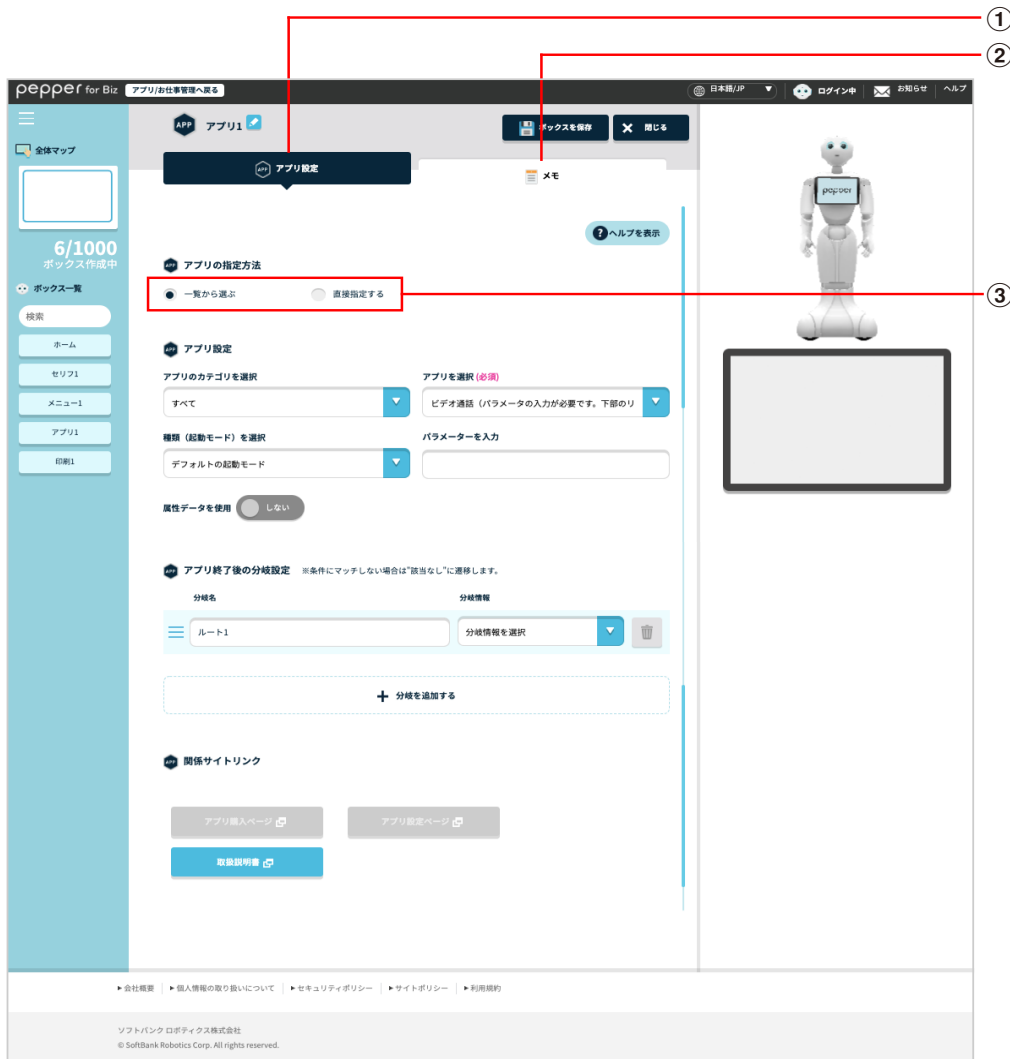 ①
②
pepper for Biz アプリ/お仕事管理へ戻る 日本語/JP ▼ ログイン中 お知らせ ヘルプ
APP アプリ1 ボックスを保存 × 閉じる
全体マップ
APP アプリ設定 メモ
pepper
6/1000
ボックス作成中
? ヘルプを表示
ボックス一覧
検索
ホーム
セリフ1
メニュー1
アプリ1
印刷1
APP アプリの指定方法
一覧から選ぶ 直接指定する
③
APP アプリ設定
アプリのカテゴリを選択 アプリを選択 (必須)
すべて ビデオ通話（パラメータの入力が必要です。下部のリ
種類（起動モード）を選択 パラメーターを入力
デフォルトの起動モード
属性データを使用 しない
APP アプリ終了後の分岐設定 ※条件にマッチしない場合は"該当なし"に遷移します。
分岐名 分岐情報
ルート1 分岐情報を選択
+ 分岐を追加する
APP 関係サイトリンク
アプリ購入ページ アプリ設定ページ
取扱説明書
▶会社概要 ▶個人情報の取り扱いについて ▶セキュリティポリシー ▶サイトポリシー ▶利用規約
ソフトバンク ロボティクス株式会社
© SoftBank Robotics Corp. All rights reserved.